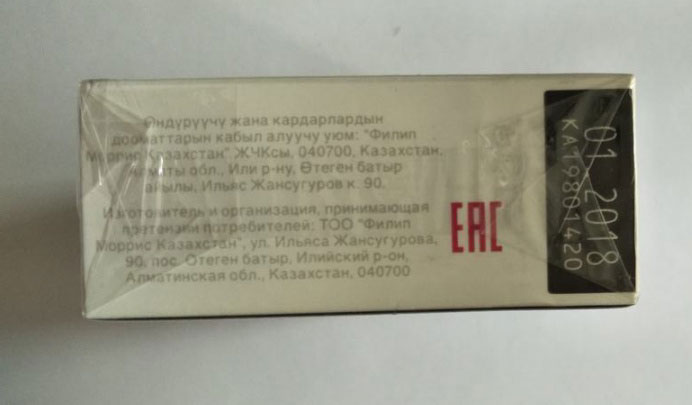 Өндүрүүчү жана кардарлардын
дооматтарын кабыл алуучу уюм: "Филип
Моррис Казахстан" ЖЧКсы, 040700, Казахстан,
Алматы обл., Или р-ну, Өтеген батыр
айылы, Ильяс Жансугуров к. 90.
Изготовитель и организация, принимающая
претензии потребителей: ТОО "Филип
Моррис Казахстан", ул. Ильяса Жансугурова,
90, пос. Отеген батыр, Илийский р-он,
Алматинская обл., Казахстан, 040700
EAC
01 2018
KA19801420